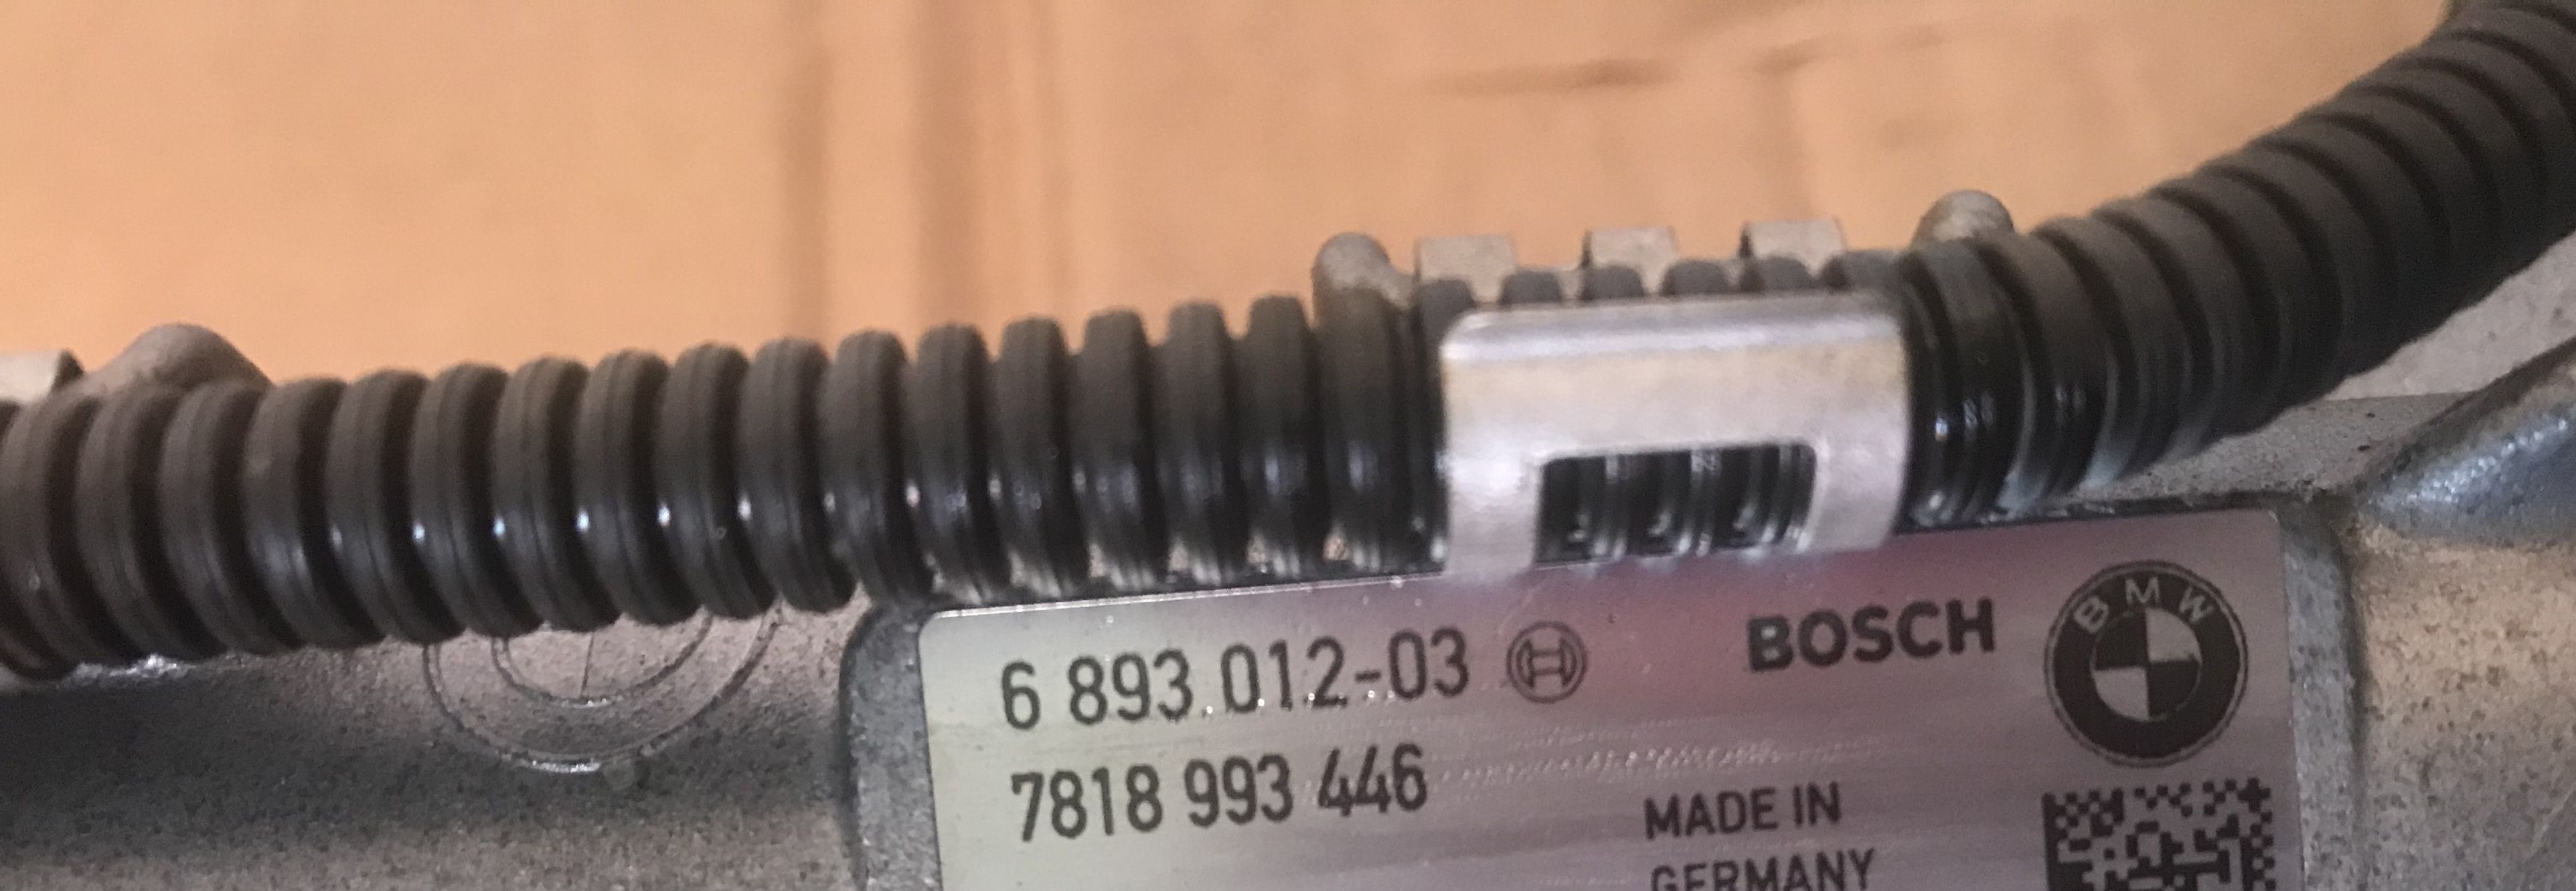 6 893 012-03 BOSCH BMW
7818 993 446
MADE IN
GERMANY